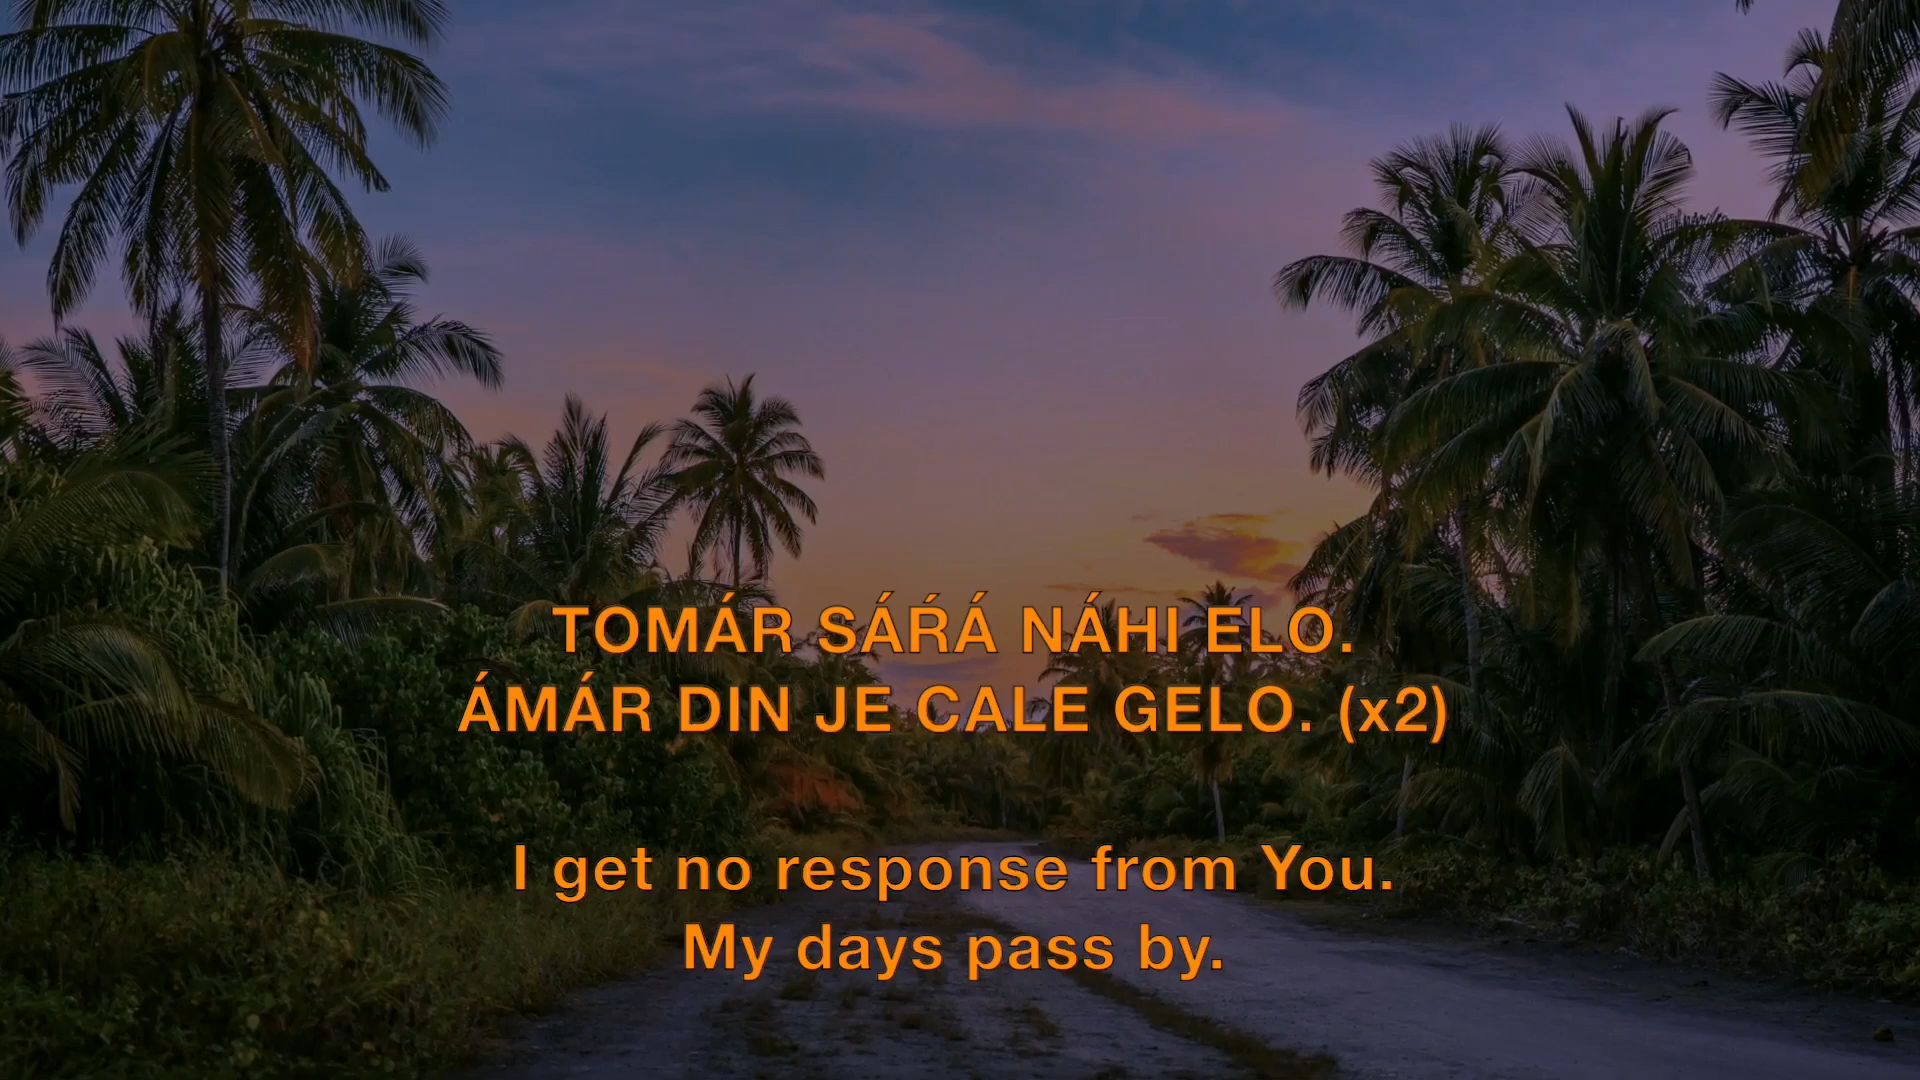 TOMÁR SÁŔÁ NÁHI ELO.
ÁMÁR DIN JE CALE GELO. (x2)
I get no response from You.
My days pass by.